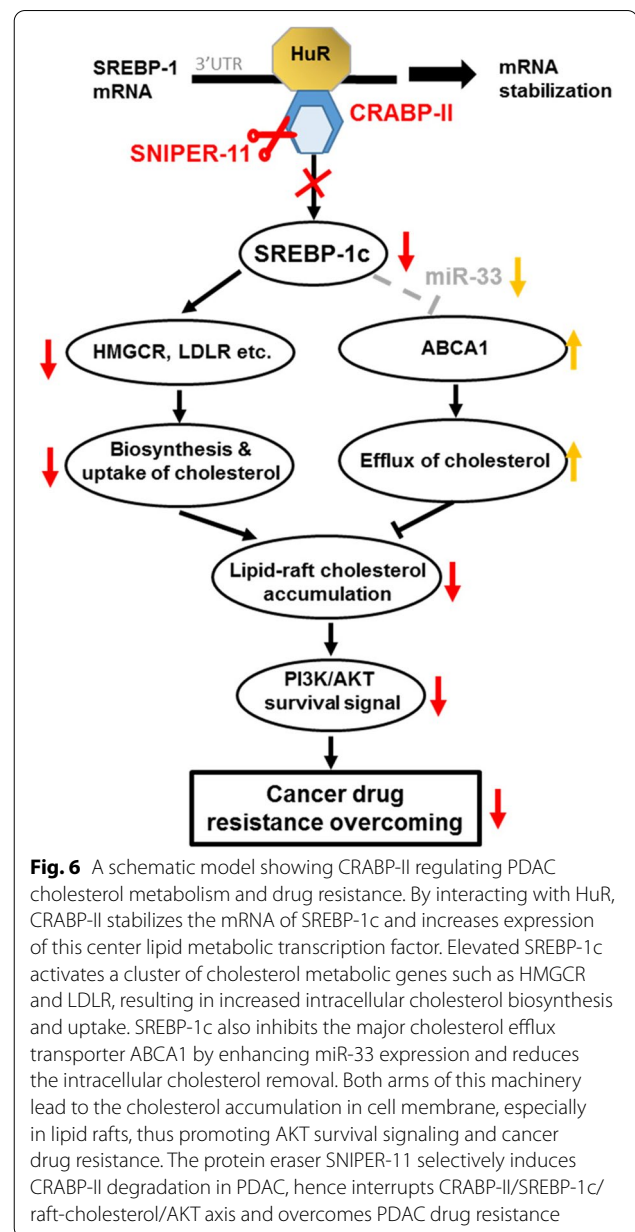 HuR
SREBP-1 3'UTR mRNA
mRNA stabilization
CRABP-II
SNIPER-11
SREBP-1c
miR-33
HMGCR, LDLR etc.
ABCA1
Biosynthesis &
uptake of cholesterol
Efflux of cholesterol
Lipid-raft cholesterol
accumulation
PI3K/AKT
survival signal
Cancer drug
resistance overcoming
Fig. 6 A schematic model showing CRABP-II regulating PDAC
cholesterol metabolism and drug resistance. By interacting with HuR,
CRABP-II stabilizes the mRNA of SREBP-1c and increases expression
of this center lipid metabolic transcription factor. Elevated SREBP-1c
activates a cluster of cholesterol metabolic genes such as HMGCR
and LDLR, resulting in increased intracellular cholesterol biosynthesis
and uptake. SREBP-1c also inhibits the major cholesterol efflux
transporter ABCA1 by enhancing miR-33 expression and reduces
the intracellular cholesterol removal. Both arms of this machinery
lead to the cholesterol accumulation in cell membrane, especially
in lipid rafts, thus promoting AKT survival signaling and cancer
drug resistance. The protein eraser SNIPER-11 selectively induces
CRABP-II degradation in PDAC, hence interrupts CRABP-II/SREBP-1c/
raft-cholesterol/AKT axis and overcomes PDAC drug resistance